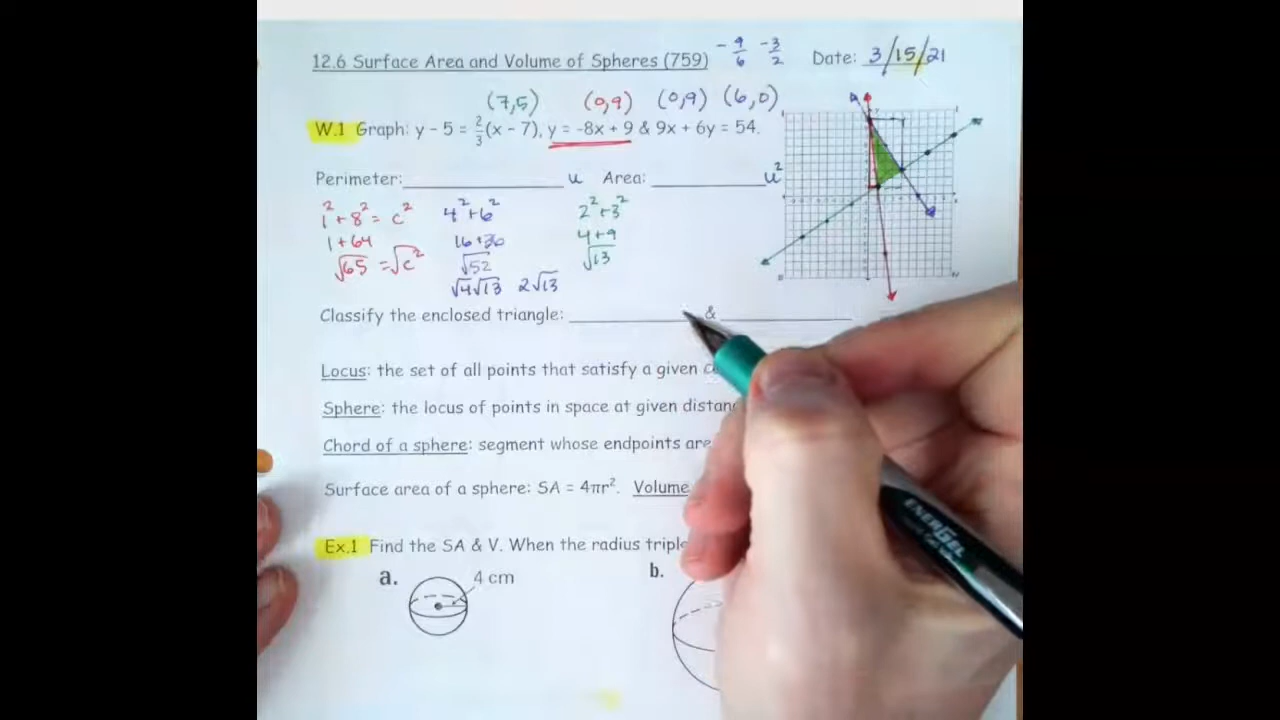 12.6 Surface Area and Volume of Spheres (759) - 9/6 -3/2 Date: 3/15/21
(7,5) (0,9) (0,9) (6,0)
W.1 Graph: y - 5 = 2/3(x - 7), y = -8x + 9 & 9x + 6y = 54.
Perimeter:____________ u Area: ____________u²
1² + 8² = c² 4² + 6² 2² + 3²
1 + 64 16 + 36 4 + 9
√65 = √c² √52 √13
√4√13 2√13
Classify the enclosed triangle: ____________ & ____________
Locus: the set of all points that satisfy a given
Sphere: the locus of points in space at given
Chord of a sphere: segment whose endpoints are
Surface area of a sphere: SA = 4πr². Volume
Ex.1 Find the SA & V. When the radius
a. 4 cm b.
ENERGEL